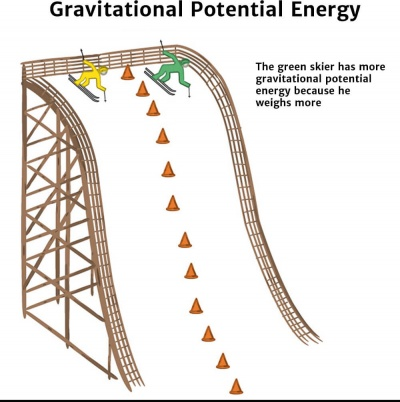 Gravitational Potential Energy
The green skier has more
gravitational potential
energy because he
weighs more